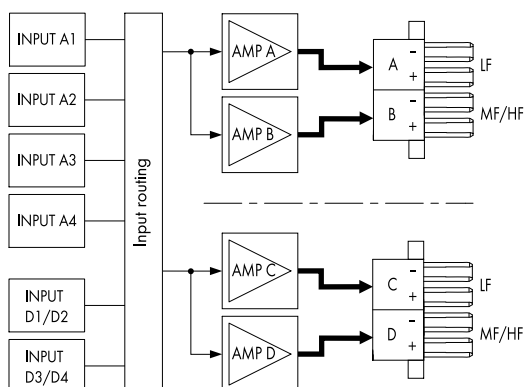 INPUT A1
INPUT A2
INPUT A3
INPUT A4
INPUT
D1/D2
INPUT
D3/D4
Input routing
AMP A
AMP B
A
-
+
B
-
+
LF
MF/HF
AMP C
AMP D
C
-
+
D
-
+
LF
MF/HF